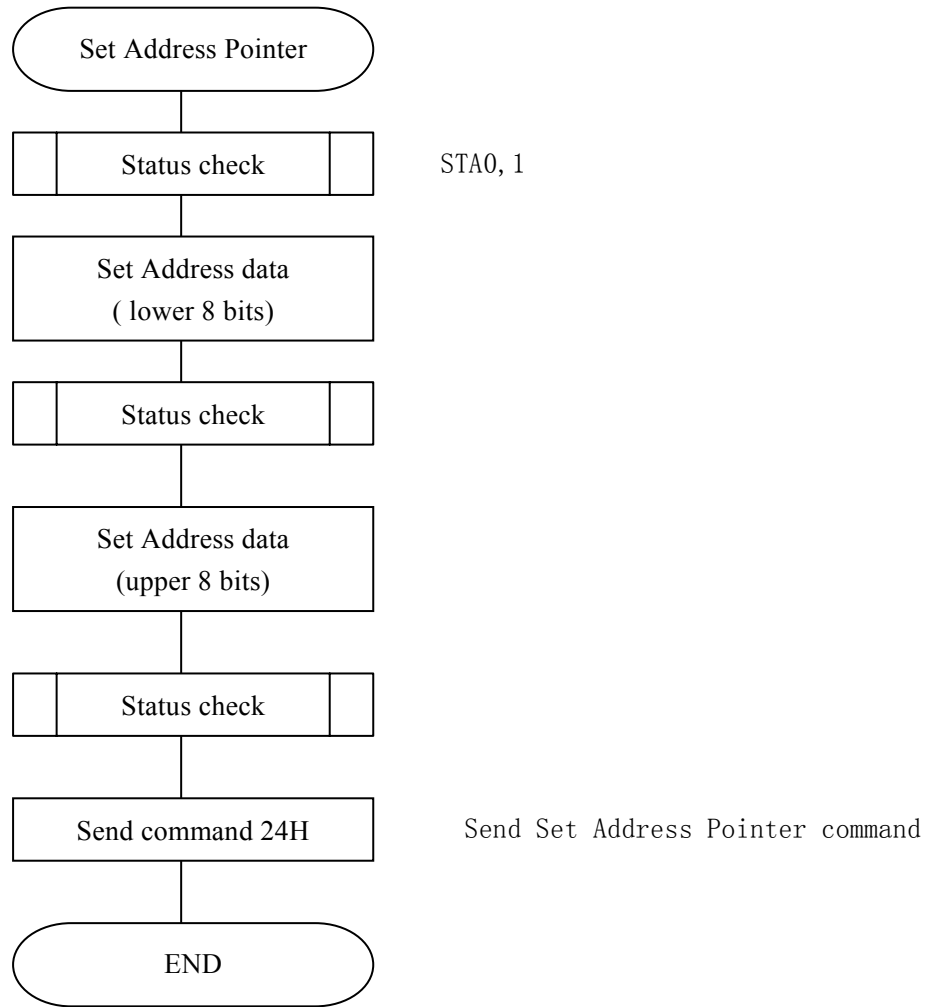 Set Address Pointer
Status check
STA0,1
Set Address data
( lower 8 bits)
Status check
Set Address data
(upper 8 bits)
Status check
Send command 24H
Send Set Address Pointer command
END